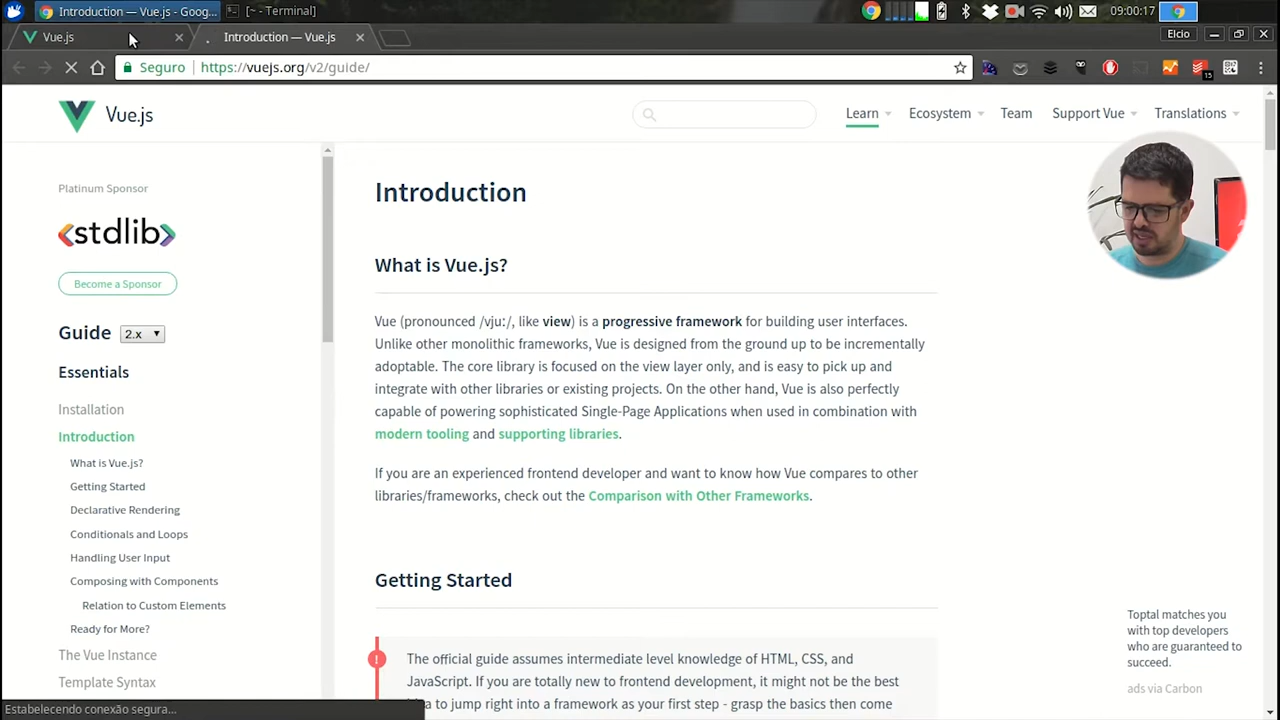 Introduction — Vue.js - Goog...
[~ - Terminal]
09:00:17
Vue.js
Introduction — Vue.js
Elcio
Seguro
https://vuejs.org/v2/guide/
15
Vue.js
Learn
Ecosystem
Team
Support Vue
Translations
Platinum Sponsor
<stdlib>
Become a Sponsor
Guide
2.x
Essentials
Installation
Introduction
What is Vue.js?
Getting Started
Declarative Rendering
Conditionals and Loops
Handling User Input
Composing with Components
Relation to Custom Elements
Ready for More?
The Vue Instance
Template Syntax
Introduction
What is Vue.js?
Vue (pronounced /vjuː/, like view) is a progressive framework for building user interfaces.
Unlike other monolithic frameworks, Vue is designed from the ground up to be incrementally
adoptable. The core library is focused on the view layer only, and is easy to pick up and
integrate with other libraries or existing projects. On the other hand, Vue is also perfectly
capable of powering sophisticated Single-Page Applications when used in combination with
modern tooling and supporting libraries.
If you are an experienced frontend developer and want to know how Vue compares to other
libraries/frameworks, check out the Comparison with Other Frameworks.
Getting Started
!
The official guide assumes intermediate level knowledge of HTML, CSS, and
JavaScript. If you are totally new to frontend development, it might not be the best
idea to jump right into a framework as your first step - grasp the basics then come
Toptal matches you
with top developers
who are guaranteed to
succeed.
ads via Carbon
Estabelecendo conexão segura...